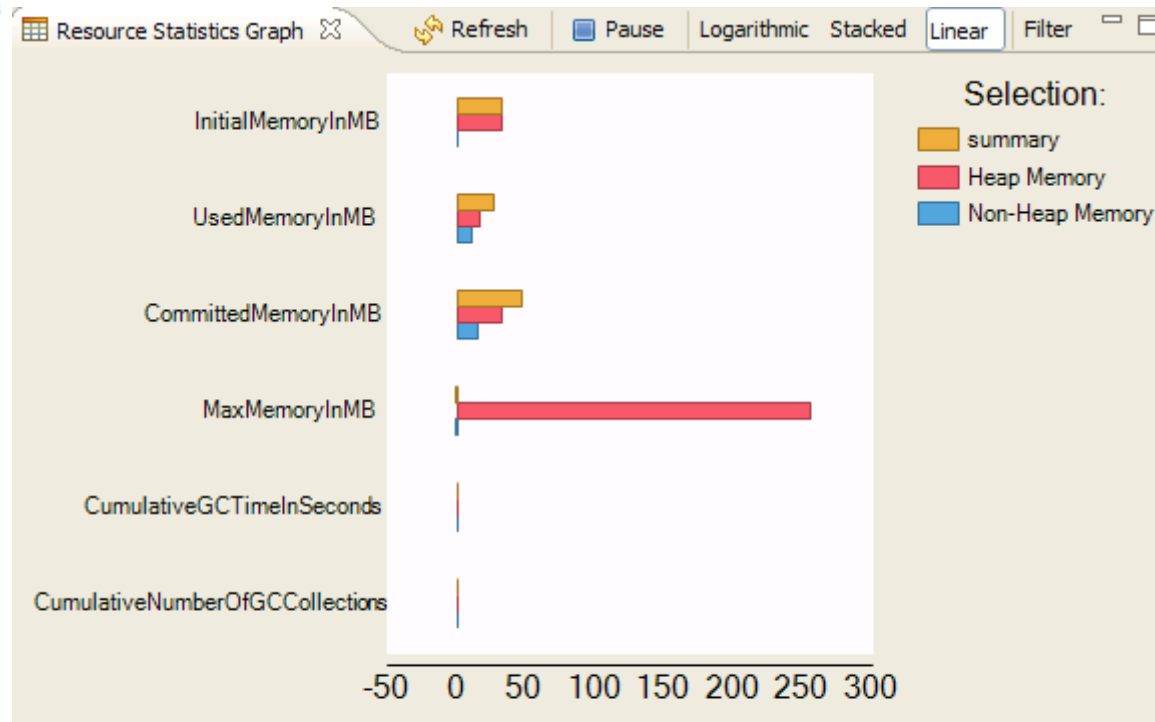 Resource Statistics Graph
Refresh
Pause
Logarithmic
Stacked
Linear
Filter
InitialMemoryInMB
UsedMemoryInMB
CommittedMemoryInMB
MaxMemoryInMB
CumulativeGCTimeInSeconds
CumulativeNumberOfGCCollections
-50 0 50 100 150 200 250 300
Selection:
summary
Heap Memory
Non-Heap Memory